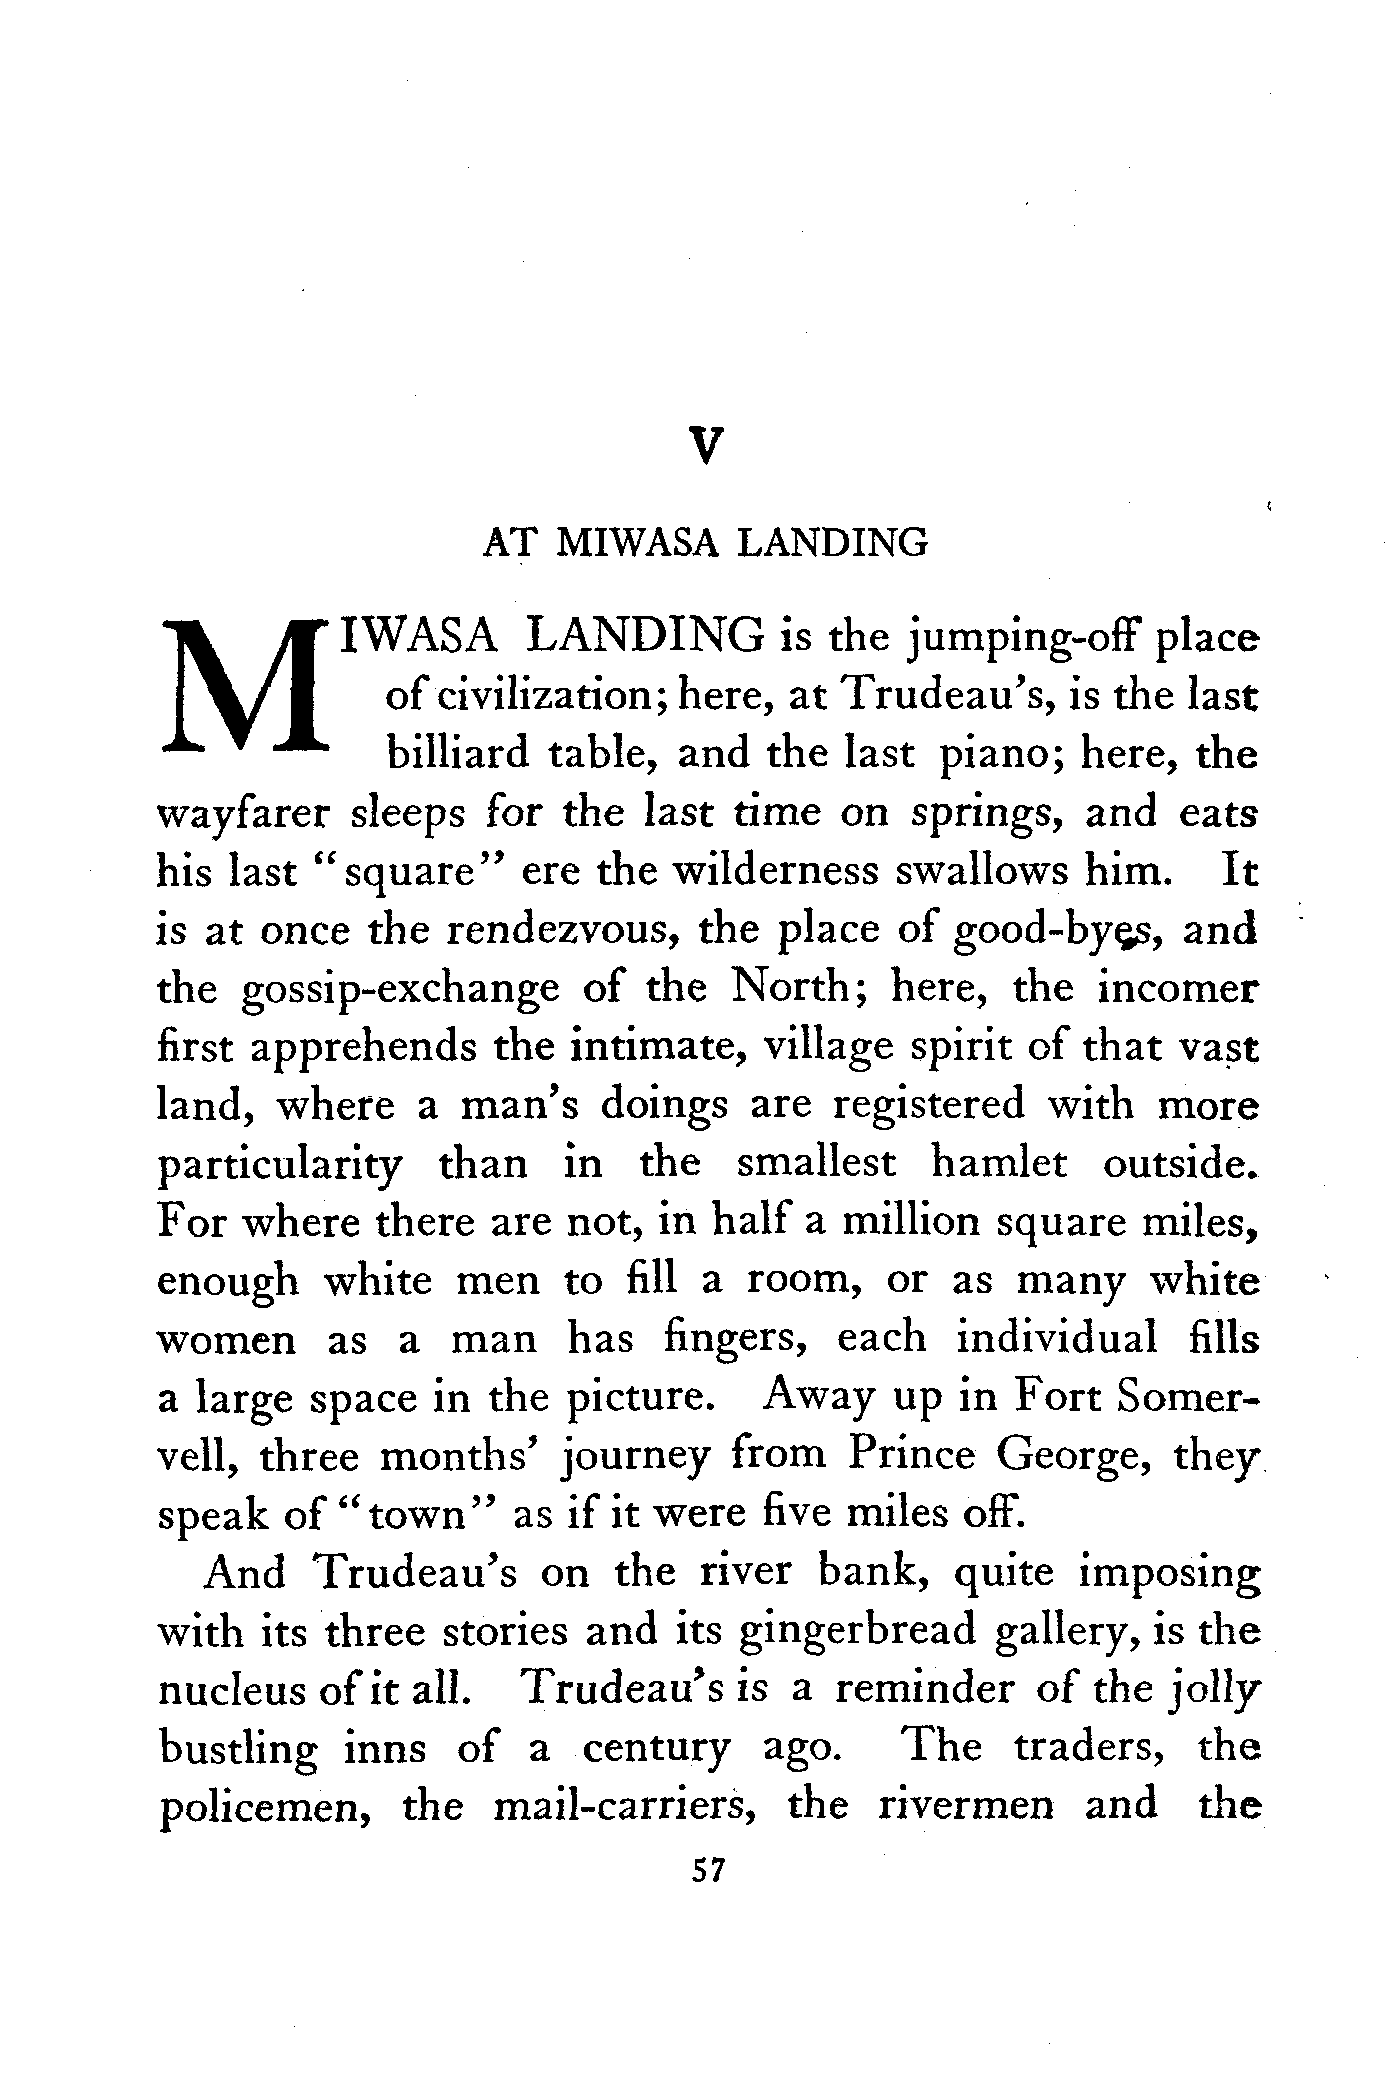 V
AT MIWASA LANDING
MIWASA LANDING is the jumping-off place
of civilization; here, at Trudeau's, is the last
billiard table, and the last piano; here, the
wayfarer sleeps for the last time on springs, and eats
his last "square" ere the wilderness swallows him. It
is at once the rendezvous, the place of good-byes, and
the gossip-exchange of the North; here, the incomer
first apprehends the intimate, village spirit of that vast
land, where a man's doings are registered with more
particularity than in the smallest hamlet outside.
For where there are not, in half a million square miles,
enough white men to fill a room, or as many white
women as a man has fingers, each individual fills
a large space in the picture. Away up in Fort Somer-
vell, three months' journey from Prince George, they
speak of "town" as if it were five miles off.
And Trudeau's on the river bank, quite imposing
with its three stories and its gingerbread gallery, is the
nucleus of it all. Trudeau's is a reminder of the jolly
bustling inns of a century ago. The traders, the
policemen, the mail-carriers, the rivermen and the
57